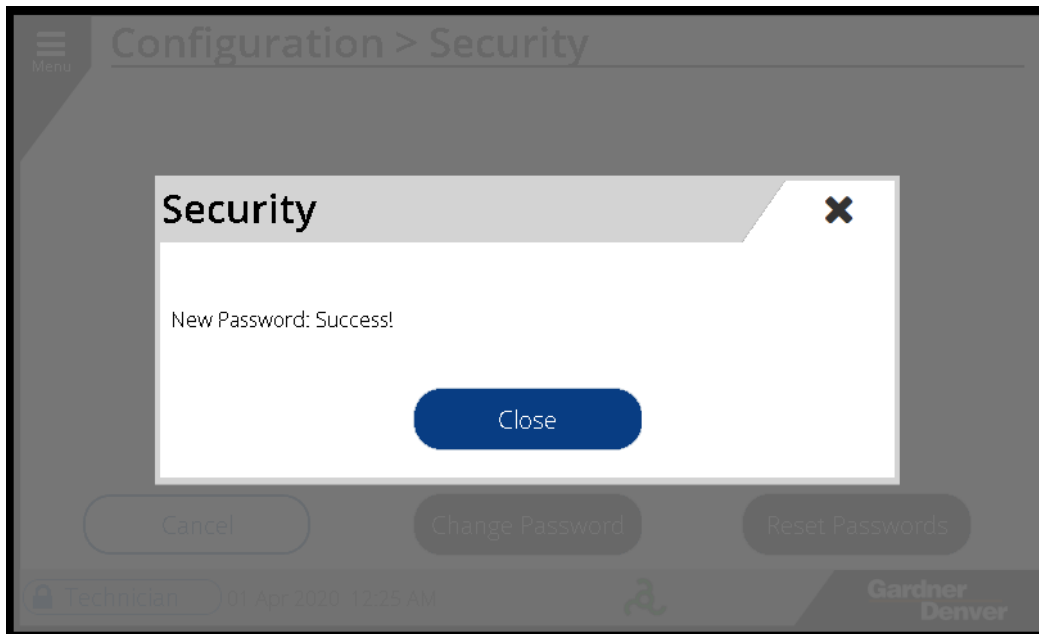 Menu
Configuration > Security
Security
New Password: Success!
Close
Cancel
Change Password
Reset Passwords
Technician
01 Apr 2020 12:25 AM
Gardner
Denver